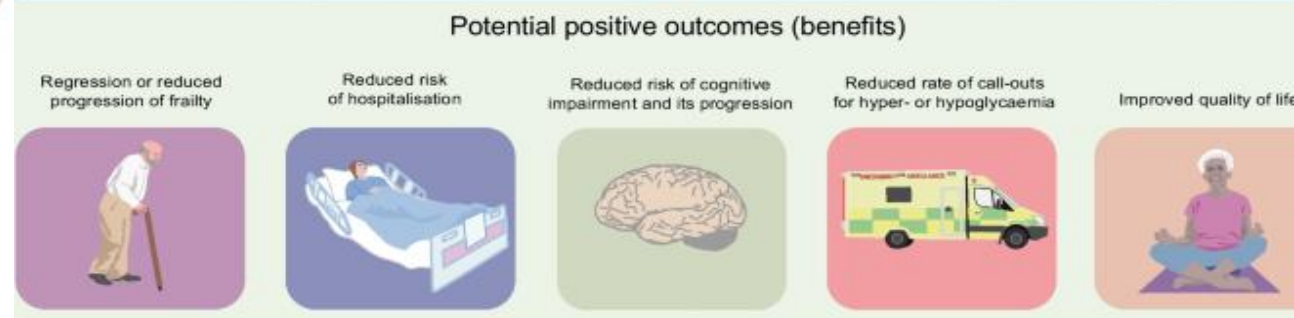 Potential positive outcomes (benefits)
Regression or reduced
progression of frailty
Reduced risk
of hospitalisation
Reduced risk of cognitive
impairment and its progression
Reduced rate of call-outs
for hyper- or hypoglycaemia
Improved quality of life